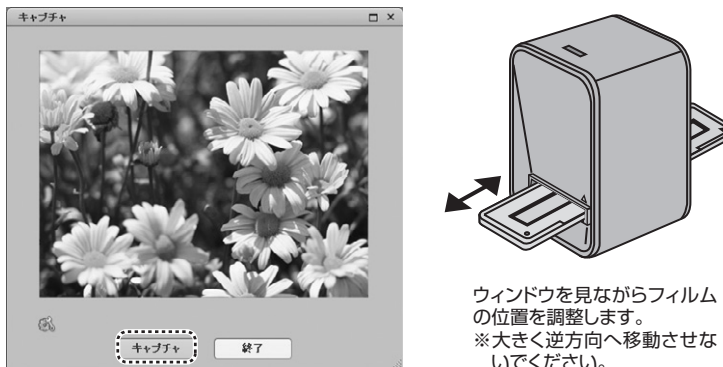 キャプチャ
キャプチャ
終了
ウィンドウを見ながらフィルム
の位置を調整します。
※大きく逆方向へ移動させな
いでください。